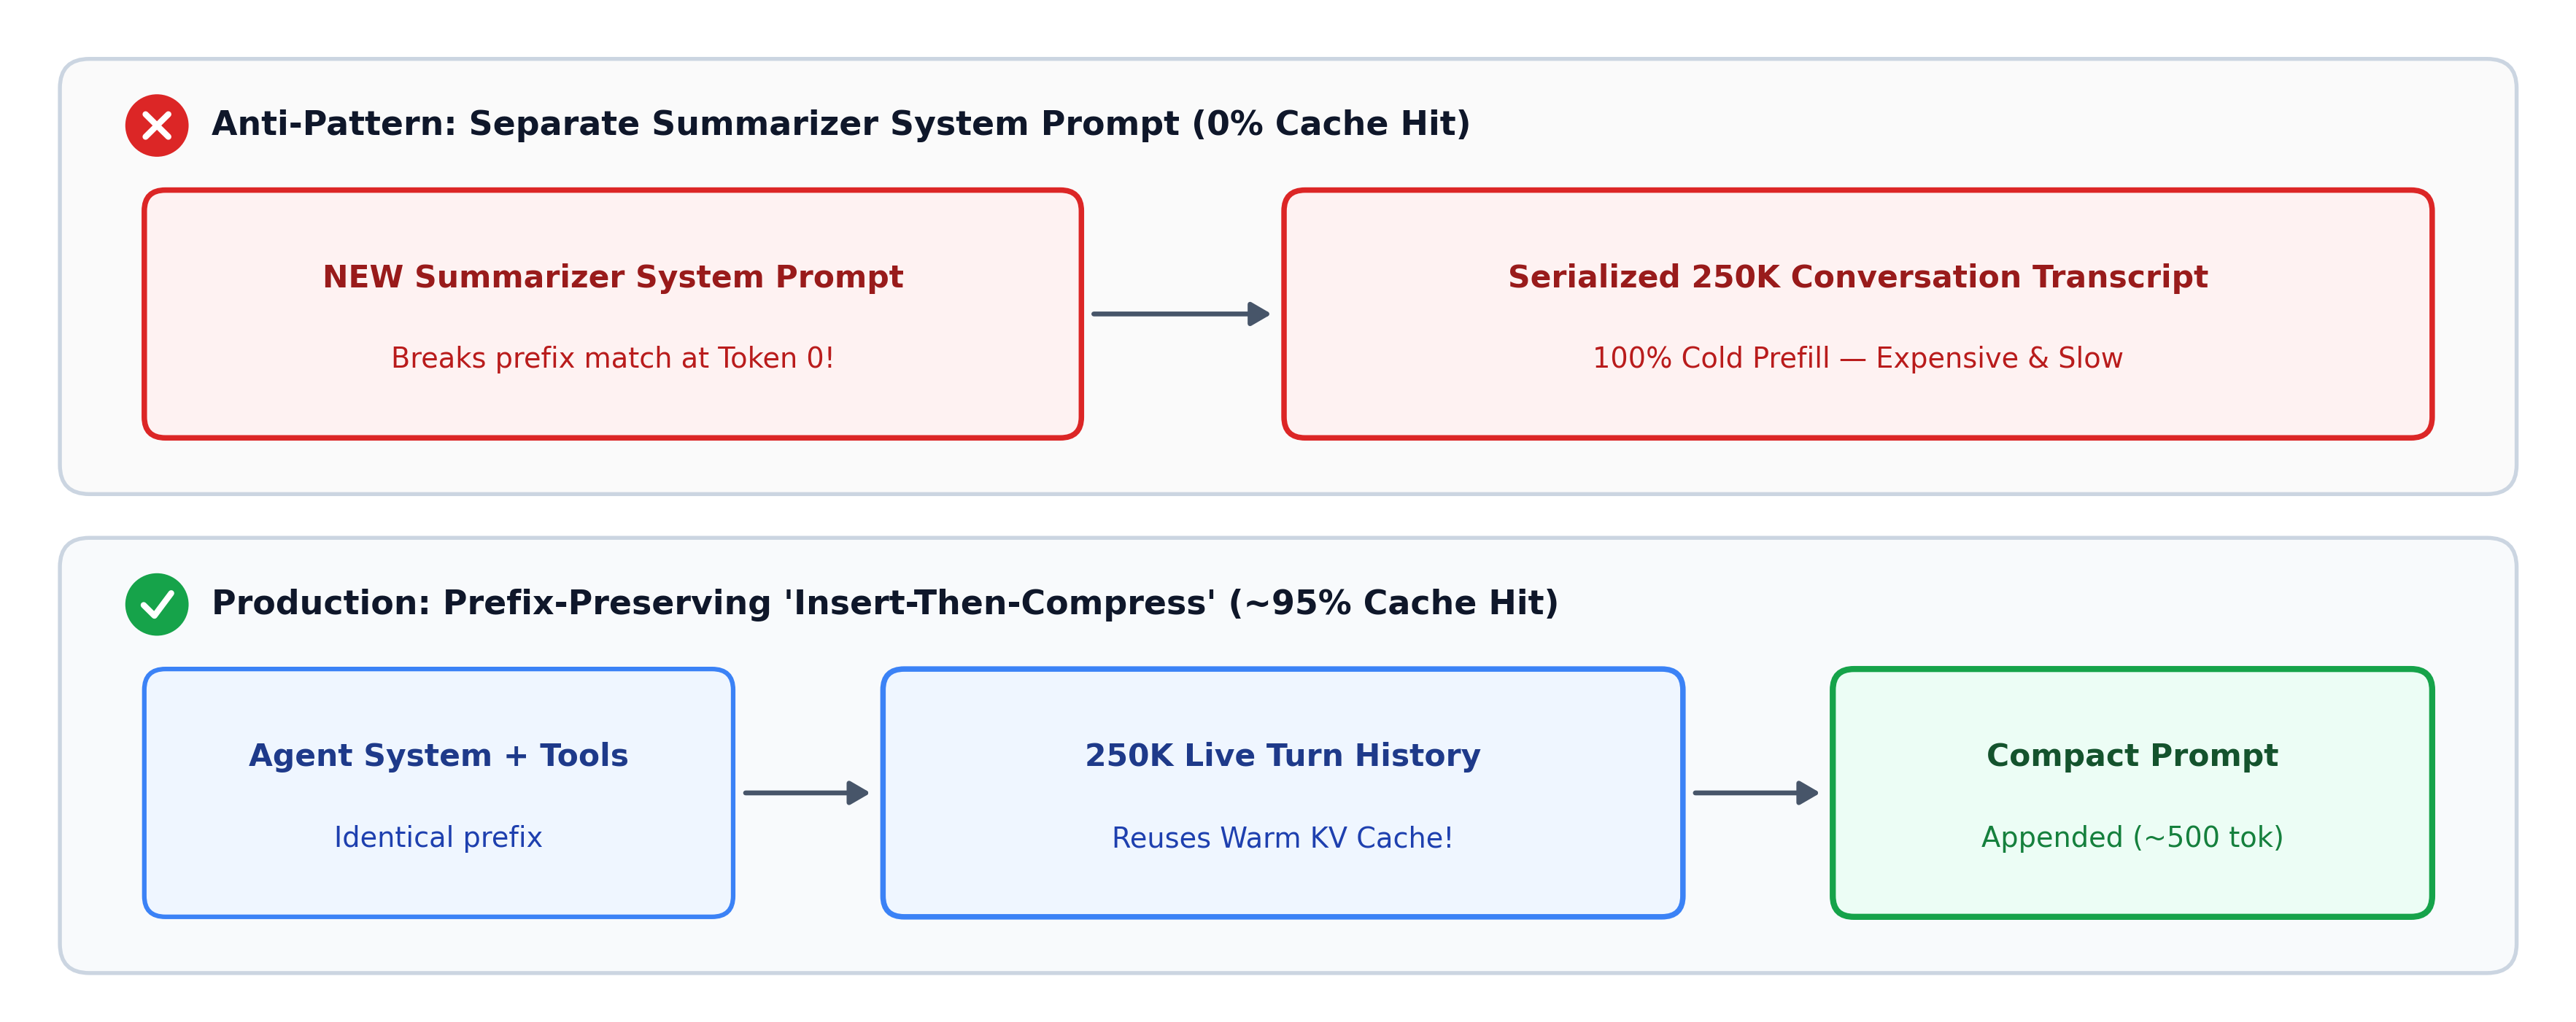 Anti-Pattern: Separate Summarizer System Prompt (0% Cache Hit)
NEW Summarizer System Prompt
Breaks prefix match at Token 0!
Serialized 250K Conversation Transcript
100% Cold Prefill — Expensive & Slow
Production: Prefix-Preserving 'Insert-Then-Compress' (~95% Cache Hit)
Agent System + Tools
Identical prefix
250K Live Turn History
Reuses Warm KV Cache!
Compact Prompt
Appended (~500 tok)